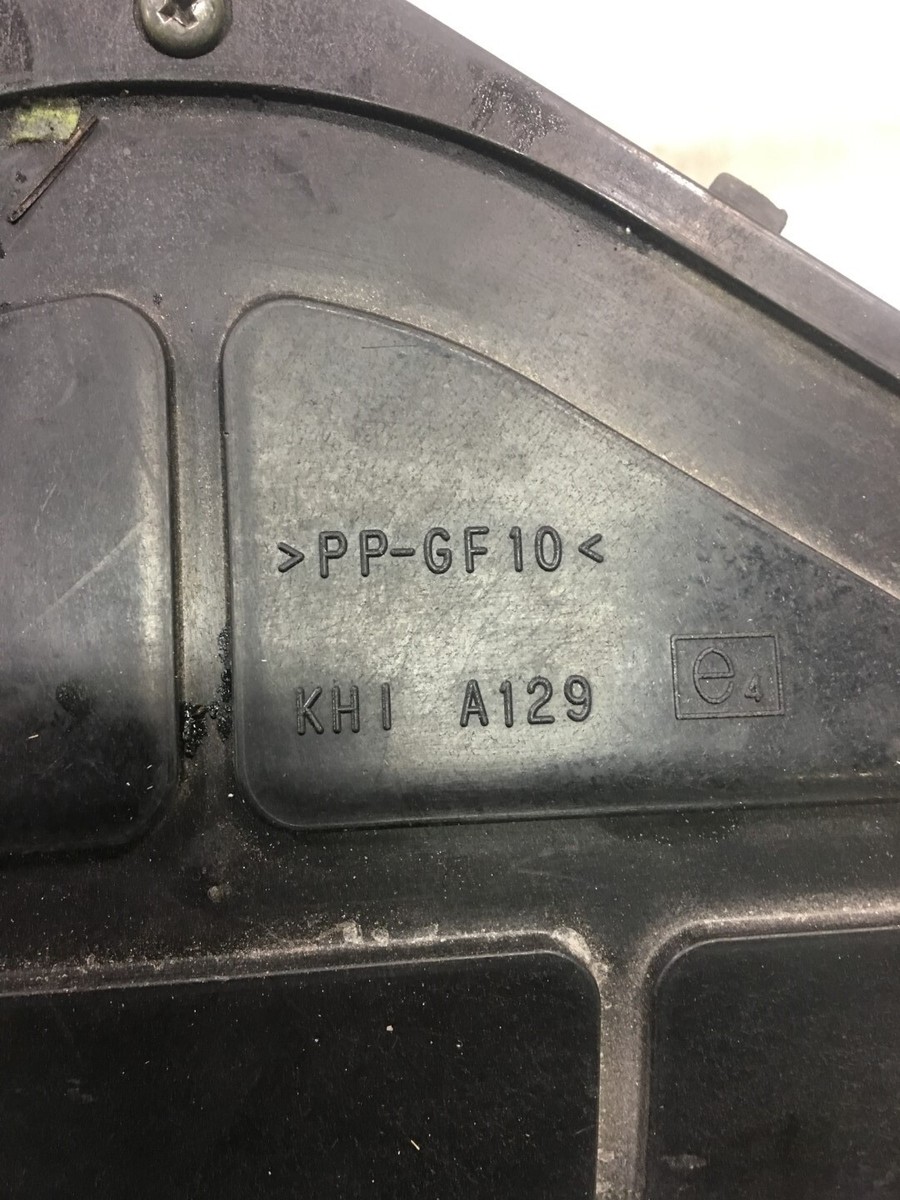 >PP-GF10<
KHI A129
e4